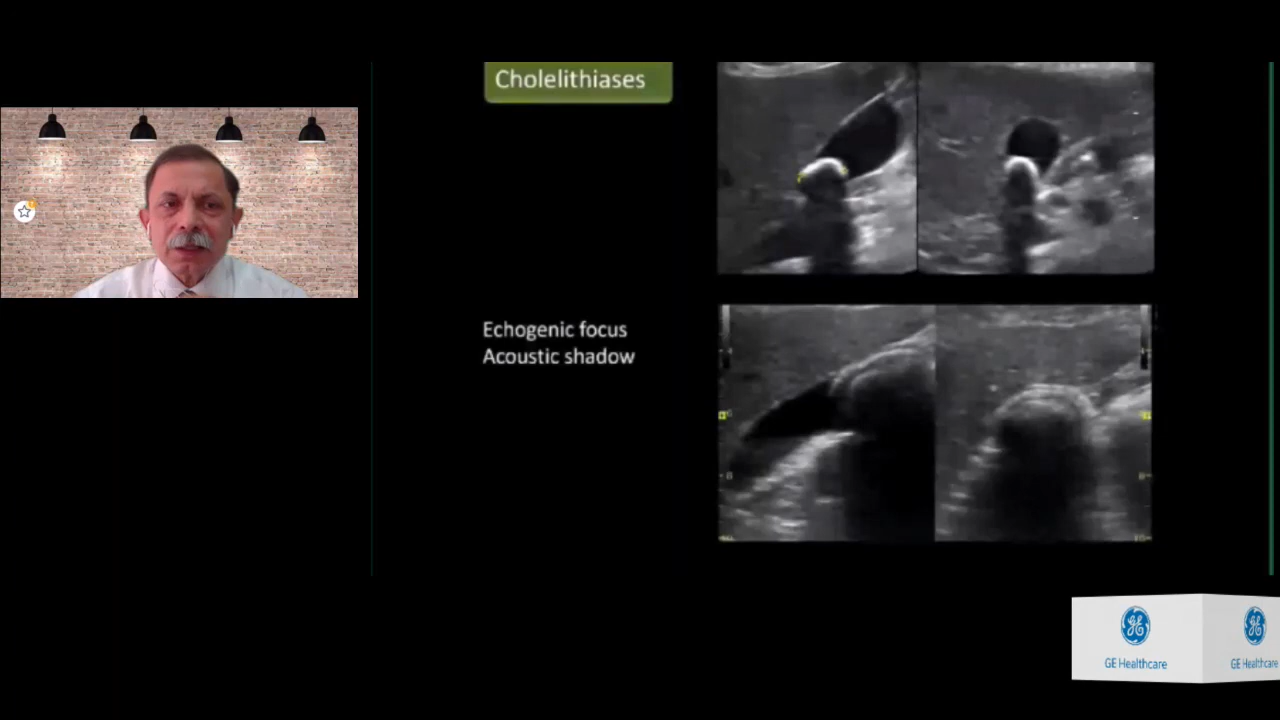 Cholelithiases
Echogenic focus
Acoustic shadow
GE Healthcare
GE Healthcare